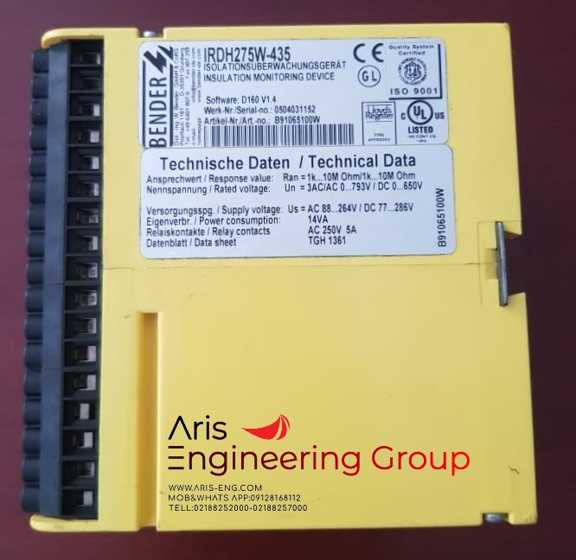 BENDER
IRDH275W-435
ISOLATIONSÜBERWACHUNGSGERÄT
INSULATION MONITORING DEVICE
Software: D160 V1.4
Werk-Nr/Serial-no.: 0504031152
Artikel-Nr./Art.-no.: B91065100W
CE
GL
Quality System
Certified
ISO 9001
Lloyd's
Register
TYPE
APPROVED
C UL US
LISTED
Technische Daten / Technical Data
Ansprechwert / Response value: Ran = 1k...10M Ohm/1k...10M Ohm
Nennspannung / Rated voltage: Un = 3AC/AC 0...793V / DC 0...650V
Versorgungsspg. / Supply voltage: Us = AC 88...264V / DC 77...286V
Eigenverbr. / Power consumption: 14VA
Relaiskontakte / Relay contacts AC 250V 5A
Datenblatt / Data sheet TGH 1361
B91065100W
Aris
Engineering Group
WWW.ARIS-ENG.COM
MOB&WHATS APP:09128168112
TELL:02188252000-02188257000